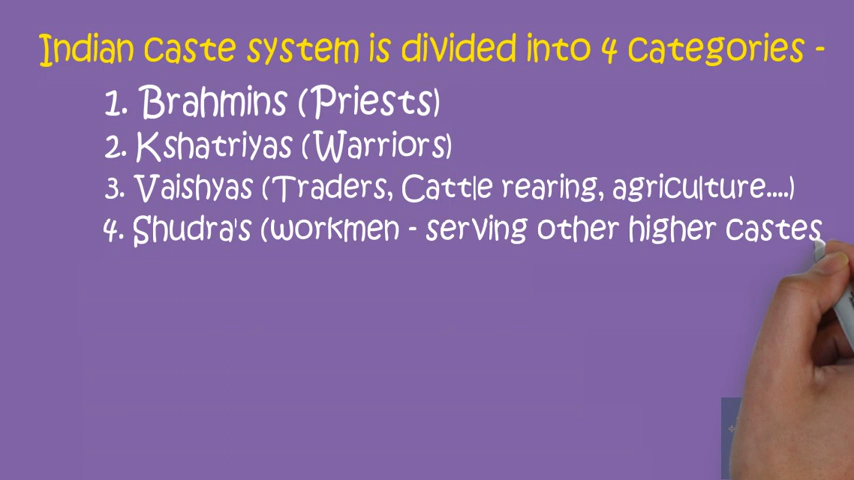 Indian caste system is divided into 4 categories -
1. Brahmins (Priests)
2. Kshatriyas (Warriors)
3. Vaishyas (Traders, Cattle rearing, agriculture....)
4. Shudra's (workmen - serving other higher castes